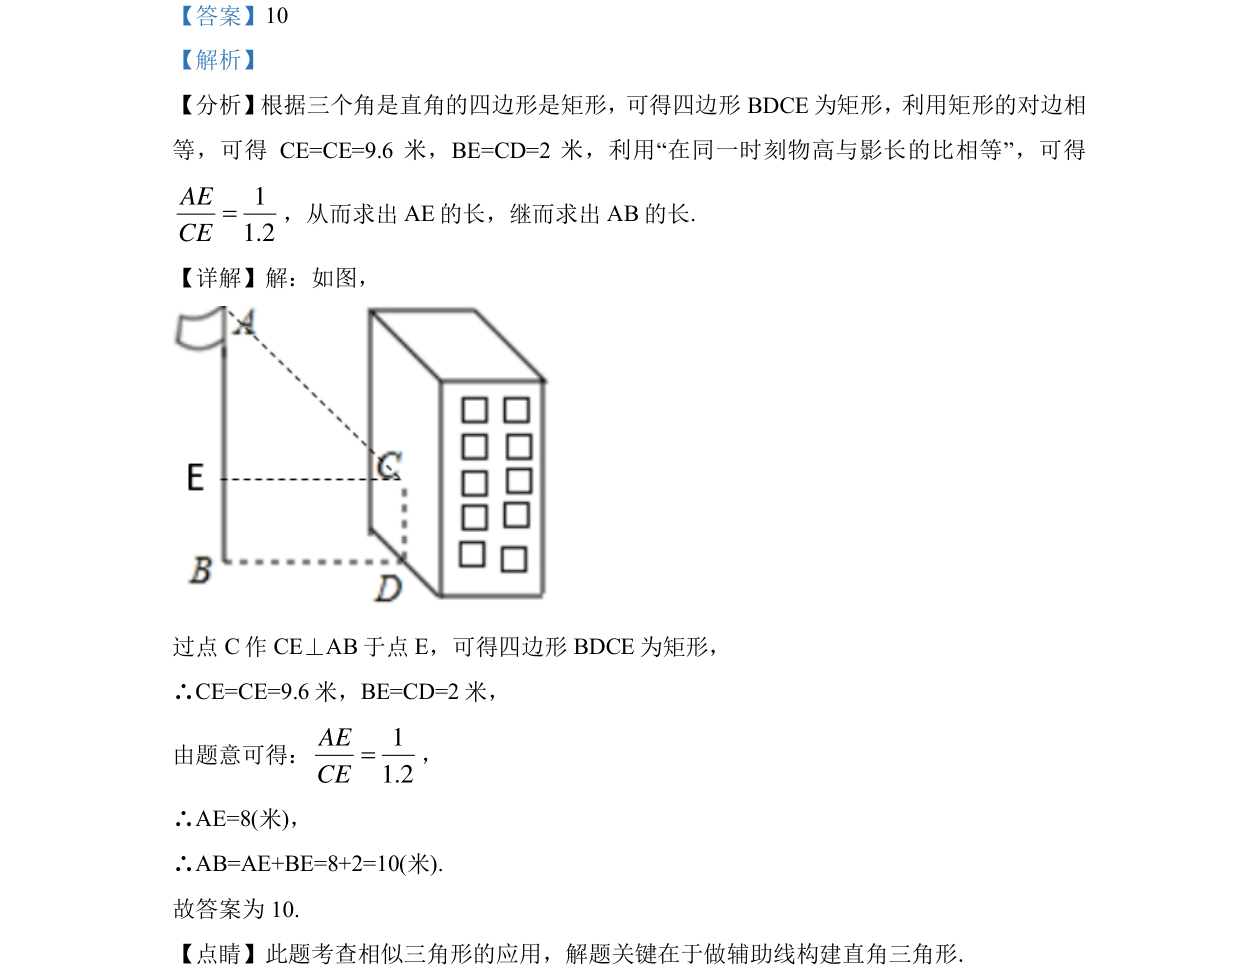 【答案】10
【解析】
【分析】根据三个角是直角的四边形是矩形，可得四边形 BDCE 为矩形，利用矩形的对边相
等，可得 CE=CE=9.6 米，BE=CD=2 米，利用“在同一时刻物高与影长的比相等”，可得
AE/CE = 1/1.2，从而求出 AE 的长，继而求出 AB 的长.
【详解】解：如图，
A
C
E
B
D
过点 C 作 CE⊥AB 于点 E，可得四边形 BDCE 为矩形，
∴CE=CE=9.6 米，BE=CD=2 米，
由题意可得：AE/CE = 1/1.2，
∴AE=8(米)，
∴AB=AE+BE=8+2=10(米).
故答案为 10.
【点睛】此题考查相似三角形的应用，解题关键在于做辅助线构建直角三角形.